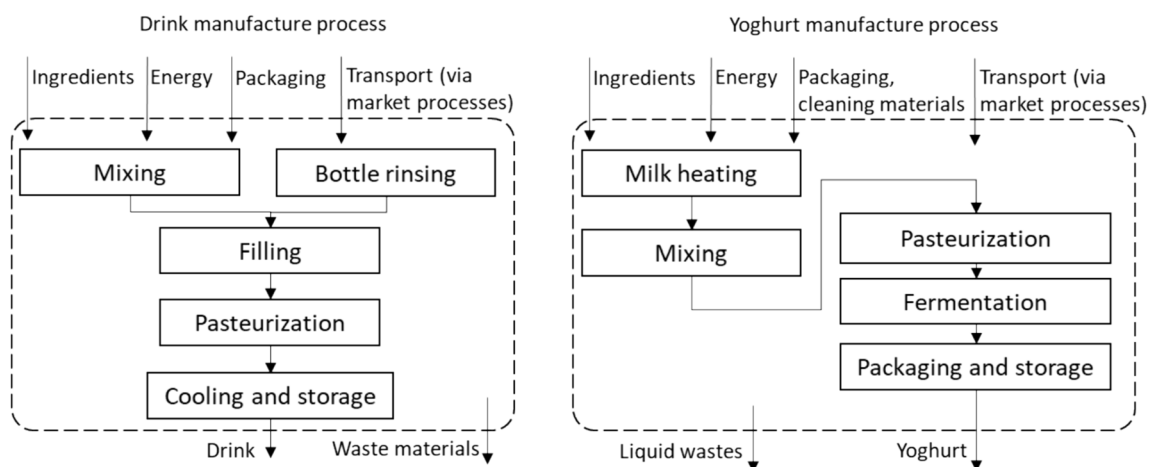 Drink manufacture process
Ingredients
Energy
Packaging
Transport (via
market processes)
Mixing
Bottle rinsing
Filling
Pasteurization
Cooling and storage
Drink
Waste materials
Yoghurt manufacture process
Ingredients
Energy
Packaging,
cleaning materials
Transport (via
market processes)
Milk heating
Mixing
Pasteurization
Fermentation
Packaging and storage
Liquid wastes
Yoghurt